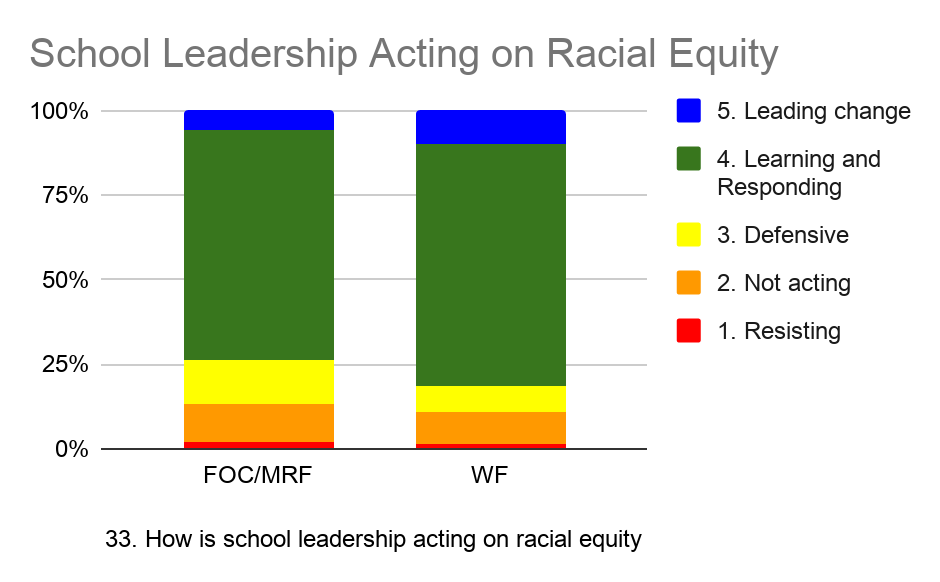 School Leadership Acting on Racial Equity
100%
75%
50%
25%
0%
FOC/MRF
WF
5. Leading change
4. Learning and
Responding
3. Defensive
2. Not acting
1. Resisting
33. How is school leadership acting on racial equity